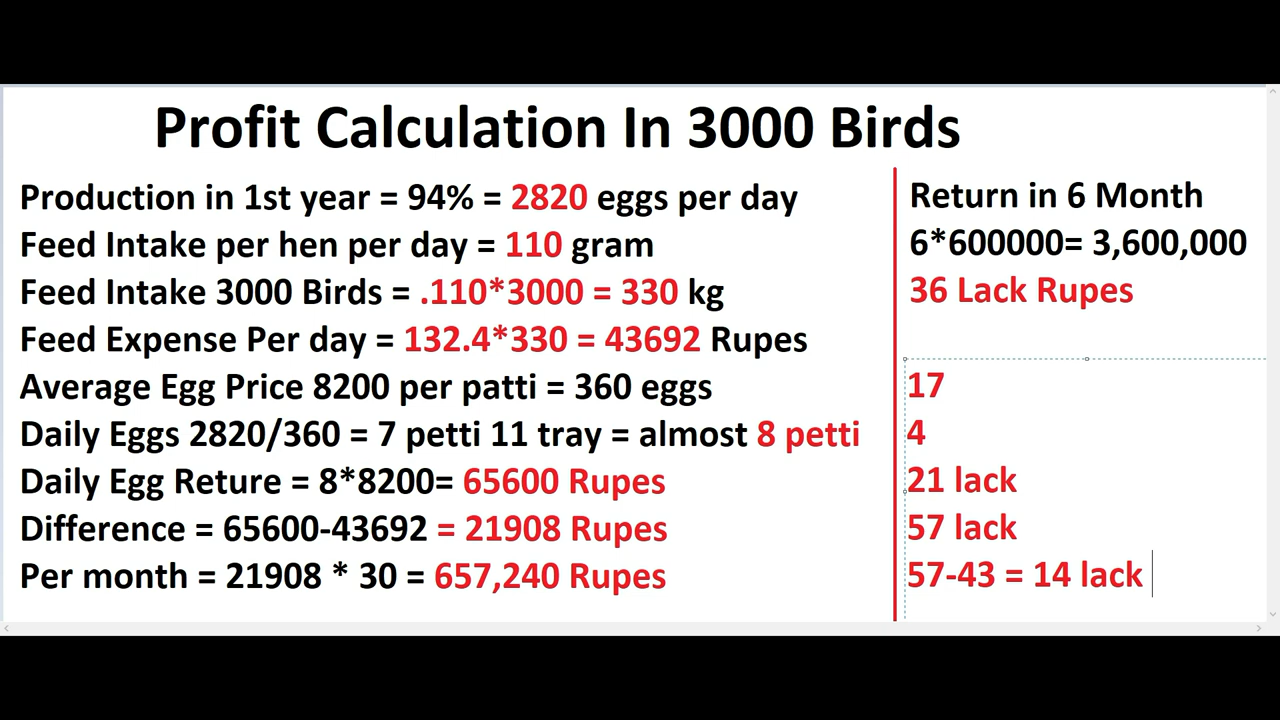 Profit Calculation In 3000 Birds
Production in 1st year = 94% = 2820 eggs per day
Feed Intake per hen per day = 110 gram
Feed Intake 3000 Birds = .110*3000 = 330 kg
Feed Expense Per day = 132.4*330 = 43692 Rupes
Average Egg Price 8200 per patti = 360 eggs
Daily Eggs 2820/360 = 7 petti 11 tray = almost 8 petti
Daily Egg Reture = 8*8200= 65600 Rupes
Difference = 65600-43692 = 21908 Rupes
Per month = 21908 * 30 = 657,240 Rupes
Return in 6 Month
6*600000= 3,600,000
36 Lack Rupes
17
4
21 lack
57 lack
57-43 = 14 lack